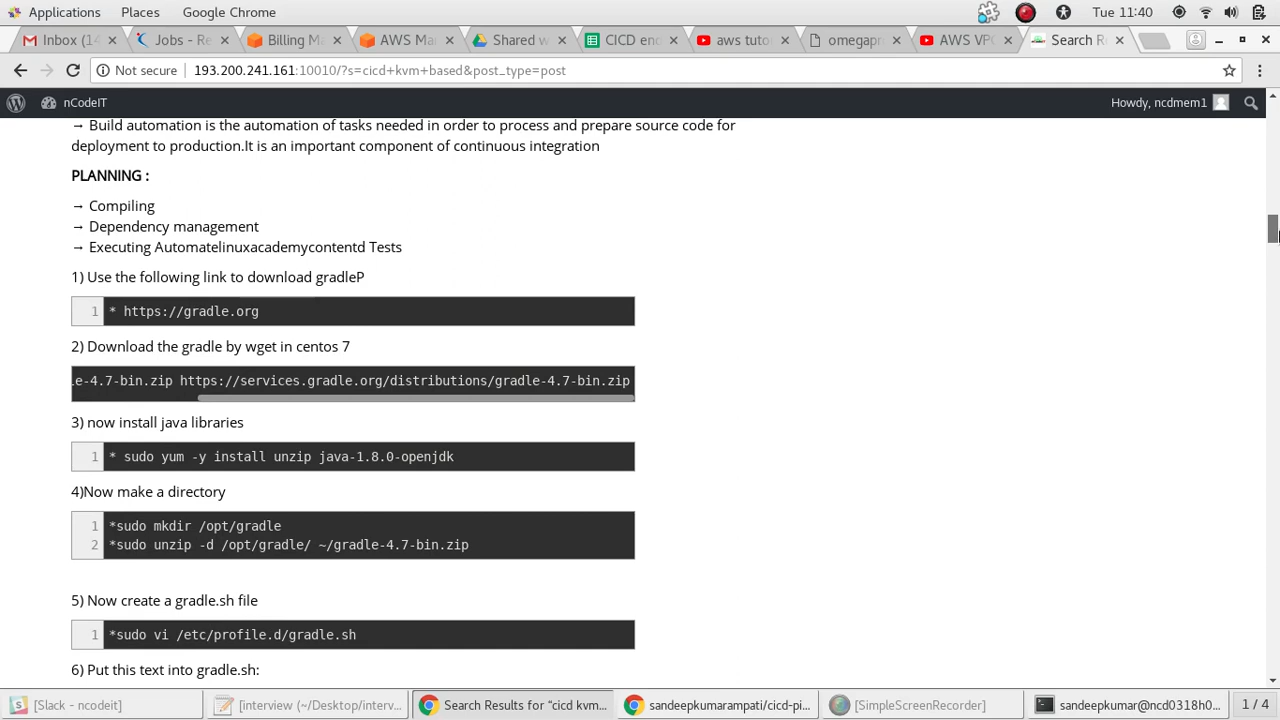 Applications Places Google Chrome Tue 11:40
Inbox (14 Jobs - Re Billing M AWS Ma Shared w CICD en aws tuto omegapr AWS VPC Search R
Not secure 193.200.241.161:10010/?s=cicd+kvm+based&post_type=post
nCodeIT Howdy, ncdmem1
→ Build automation is the automation of tasks needed in order to process and prepare source code for
deployment to production.It is an important component of continuous integration
PLANNING :
→ Compiling
→ Dependency management
→ Executing Automatelinuxacademycontentd Tests
1) Use the following link to download gradleP
1 * https://gradle.org
2) Download the gradle by wget in centos 7
le-4.7-bin.zip https://services.gradle.org/distributions/gradle-4.7-bin.zip
3) now install java libraries
1 * sudo yum -y install unzip java-1.8.0-openjdk
4)Now make a directory
1 *sudo mkdir /opt/gradle
2 *sudo unzip -d /opt/gradle/ ~/gradle-4.7-bin.zip
5) Now create a gradle.sh file
1 *sudo vi /etc/profile.d/gradle.sh
6) Put this text into gradle.sh:
[Slack - ncodeit] [interview (~/Desktop/interv... Search Results for “cicd kvm... sandeepkumarampati/cicd-pi... [SimpleScreenRecorder] sandeepkumar@ncd0318h0... 1 / 4